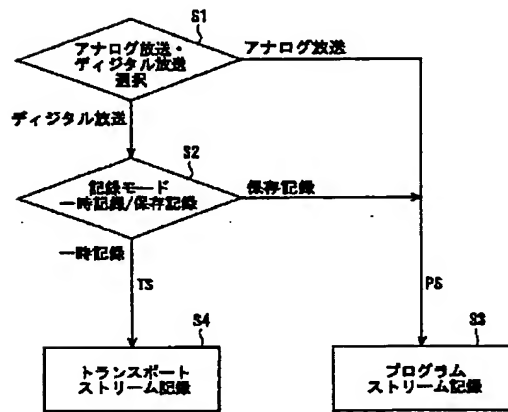 S1
アナログ放送・
ディジタル放送
選択
アナログ放送
ディジタル放送
S2
記録モード
一時記録/保存記録
保存記録
一時記録
TS
PS
S4
トランスポート
ストリーム記録
S3
プログラム
ストリーム記録